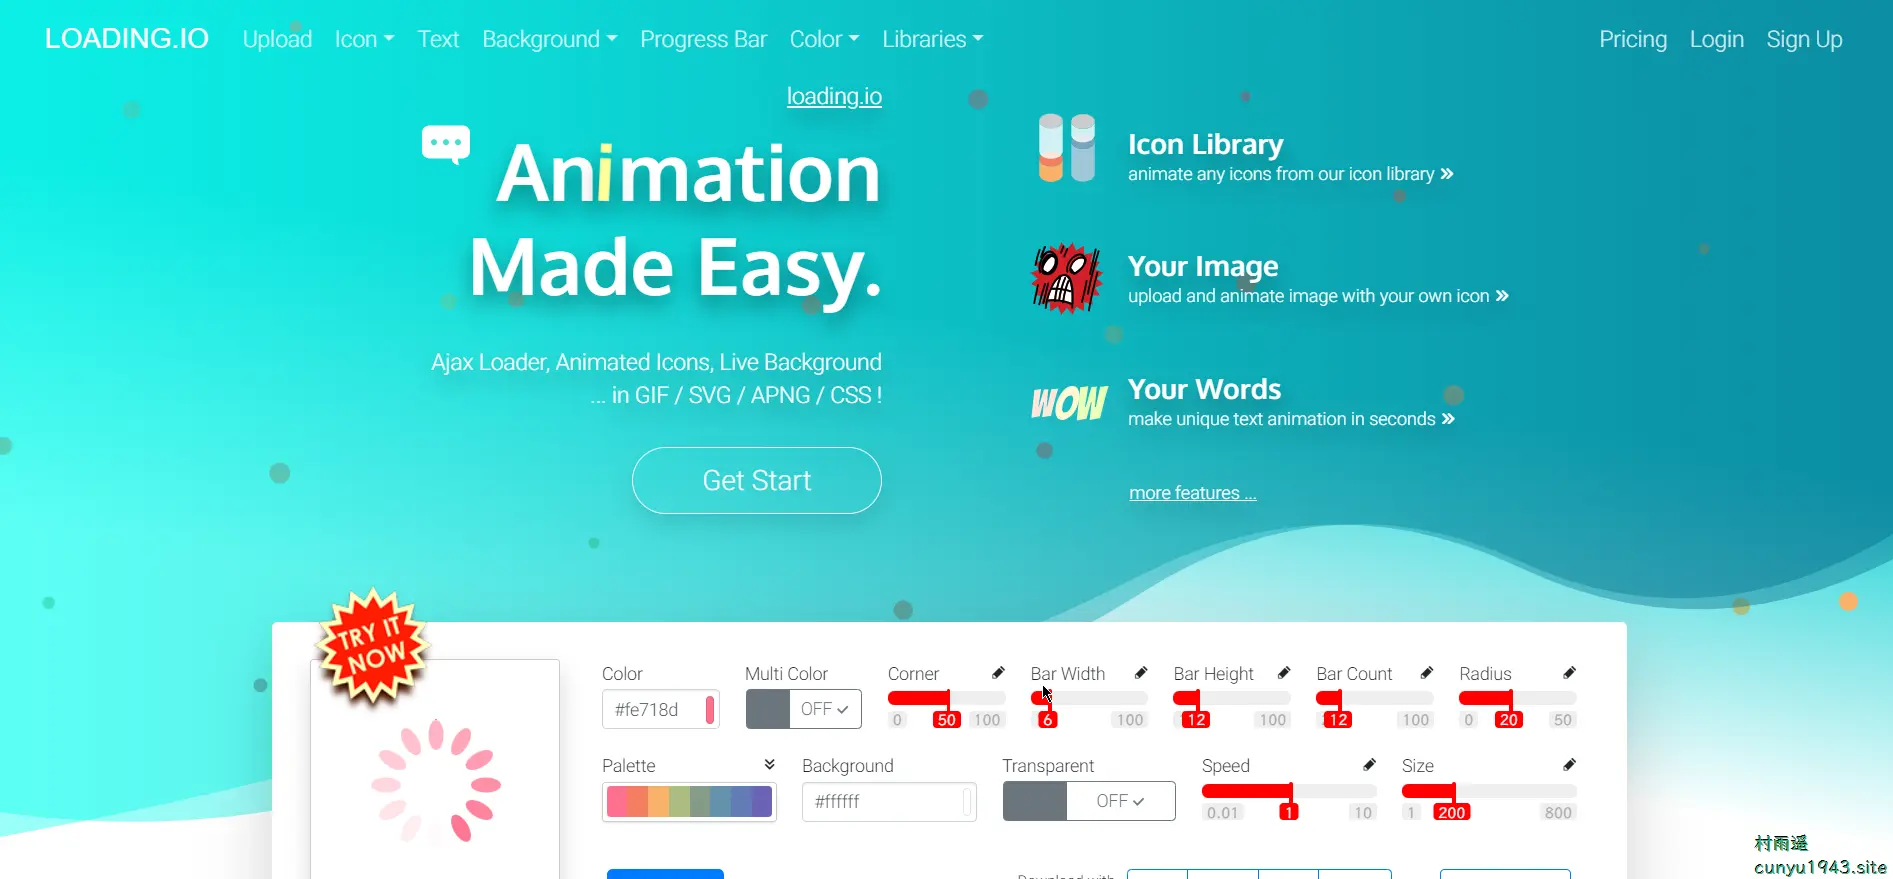 LOADING.IO Upload Icon Text Background Progress Bar Color Libraries Pricing Login Sign Up
loading.io
Animation
Made Easy.
Ajax Loader, Animated Icons, Live Background
... in GIF / SVG / APNG / CSS !
Get Start
Icon Library
animate any icons from our icon library »
Your Image
upload and animate image with your own icon »
WOW
Your Words
make unique text animation in seconds »
more features ...
TRY IT
NOW
Color Multi Color Corner Bar Width Bar Height Bar Count Radius
#fe718d OFF
0 50 100 6 100 12 100 12 100 0 20 50
Palette Background Transparent Speed Size
#ffffff OFF
0.01 1 10 1 200 800
Download with
村雨遥
cunyu1943.site